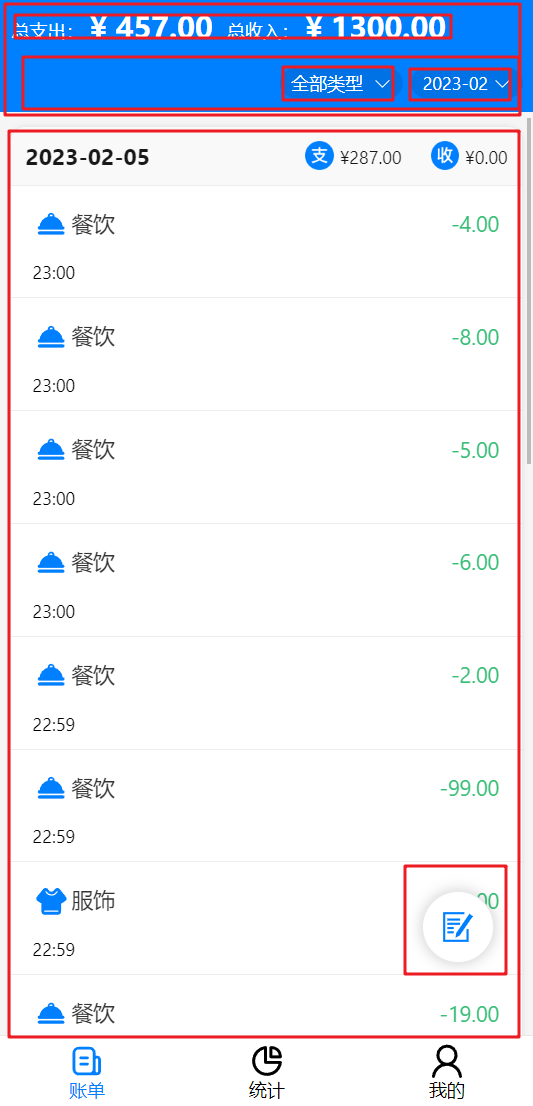 总支出： ¥ 457.00 总收入： ¥ 1300.00
全部类型 2023-02
2023-02-05 支 ¥287.00 收 ¥0.00
餐饮 -4.00
23:00
餐饮 -8.00
23:00
餐饮 -5.00
23:00
餐饮 -6.00
23:00
餐饮 -2.00
22:59
餐饮 -99.00
22:59
服饰
22:59
餐饮 -19.00
账单 统计 我的